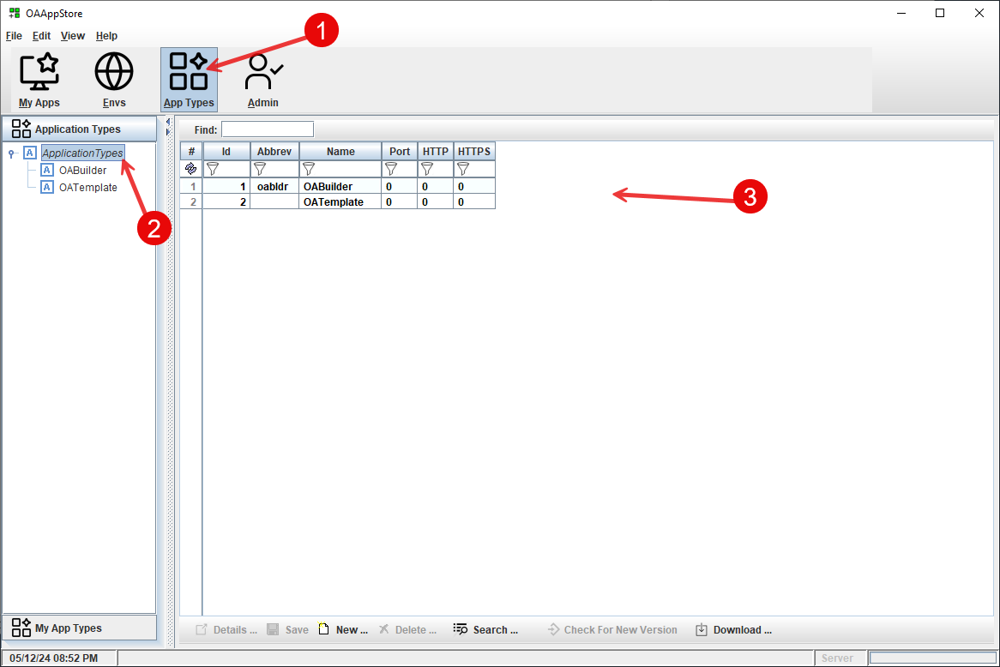 OAAppStore
File Edit View Help
1
My Apps Envs App Types Admin
Application Types
Find:
ApplicationTypes
OABuilder
OATemplate
# Id Abbrev Name Port HTTP HTTPS
1 1 oabldr OABuilder 0 0 0
2 2 OATemplate 0 0 0
3
2
My App Types
Details ... Save New ... Delete ... Search ... Check For New Version Download ...
05/12/24 08:52 PM Server